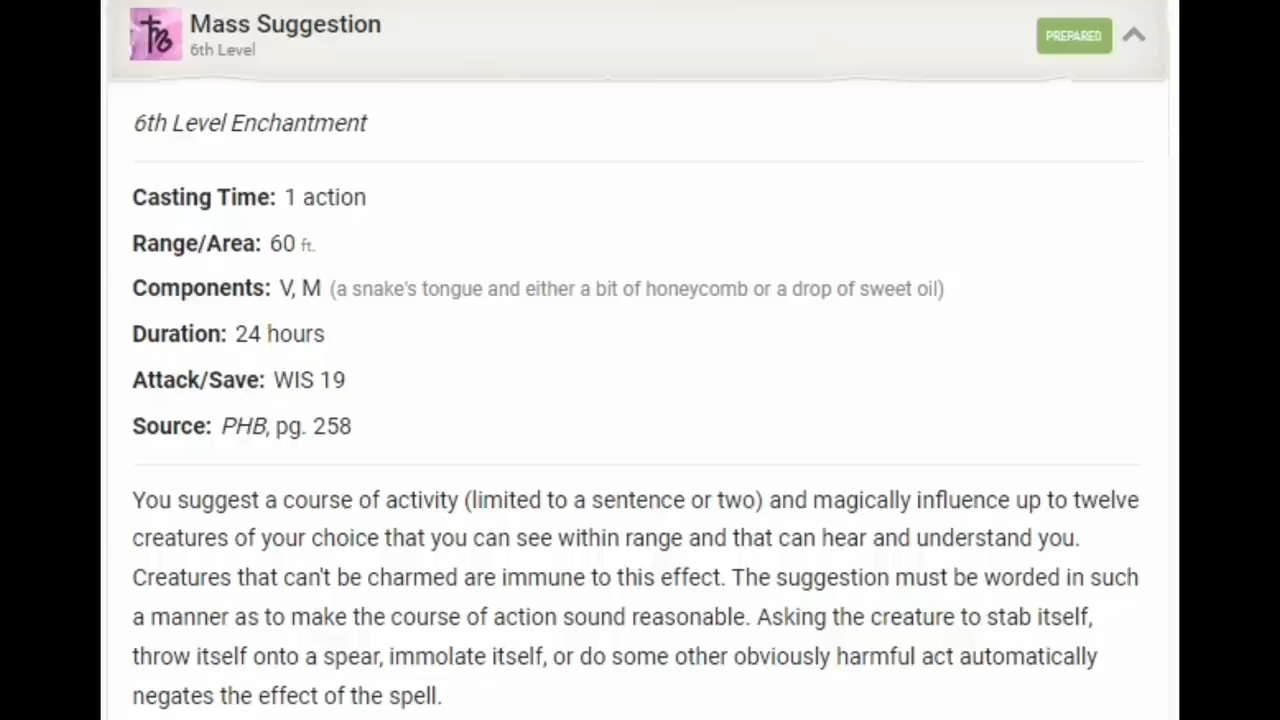 Mass Suggestion
6th Level
PREPARED
6th Level Enchantment
Casting Time: 1 action
Range/Area: 60 ft.
Components: V, M (a snake's tongue and either a bit of honeycomb or a drop of sweet oil)
Duration: 24 hours
Attack/Save: WIS 19
Source: PHB, pg. 258
You suggest a course of activity (limited to a sentence or two) and magically influence up to twelve
creatures of your choice that you can see within range and that can hear and understand you.
Creatures that can't be charmed are immune to this effect. The suggestion must be worded in such
a manner as to make the course of action sound reasonable. Asking the creature to stab itself,
throw itself onto a spear, immolate itself, or do some other obviously harmful act automatically
negates the effect of the spell.